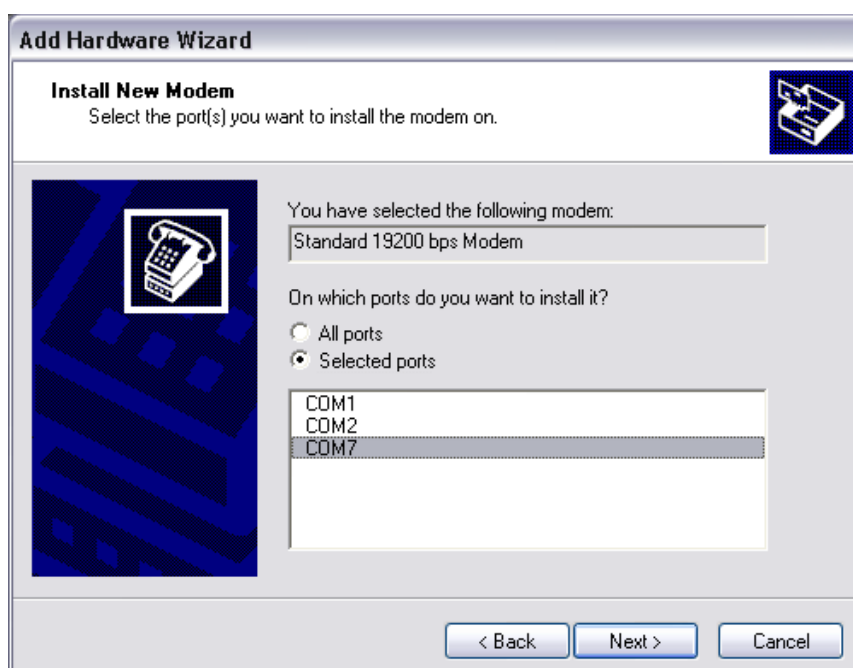 Add Hardware Wizard
Install New Modem
Select the port(s) you want to install the modem on.
You have selected the following modem:
Standard 19200 bps Modem
On which ports do you want to install it?
All ports
Selected ports
COM1
COM2
COM7
< Back
Next >
Cancel